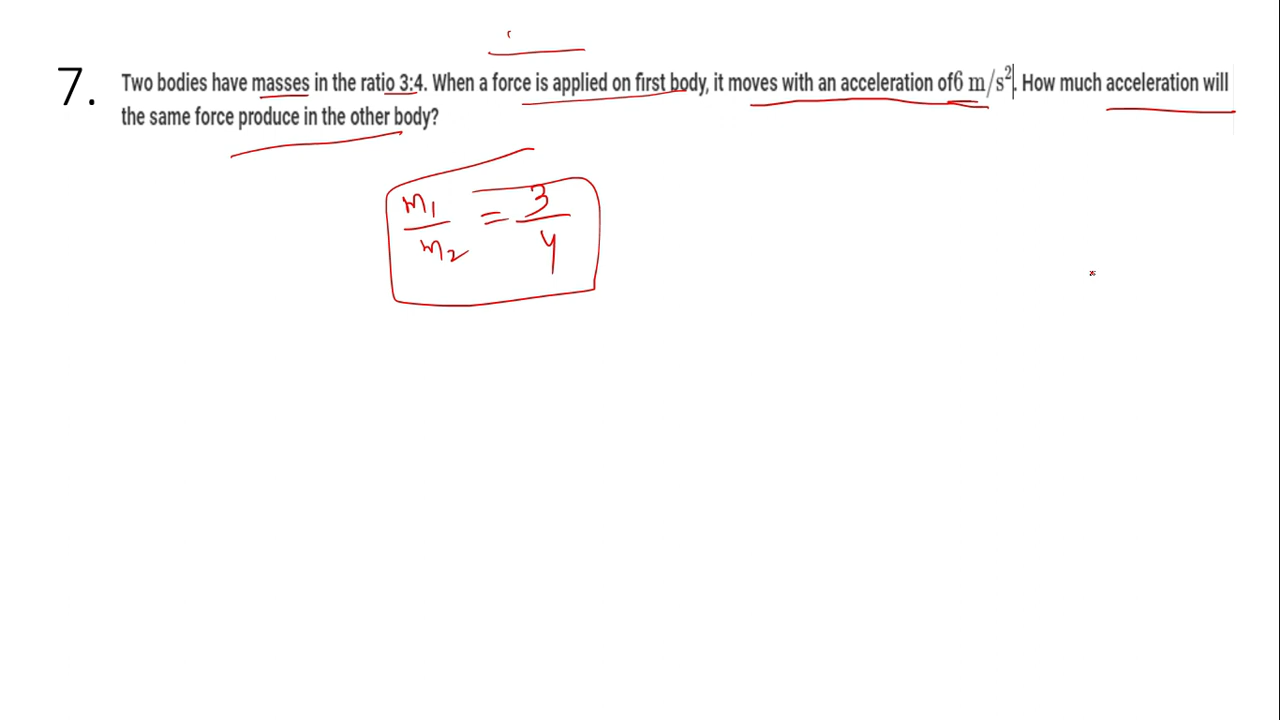 7. Two bodies have masses in the ratio 3:4. When a force is applied on first body, it moves with an acceleration of6 m/s². How much acceleration will
the same force produce in the other body?
m₁/m₂ = 3/4